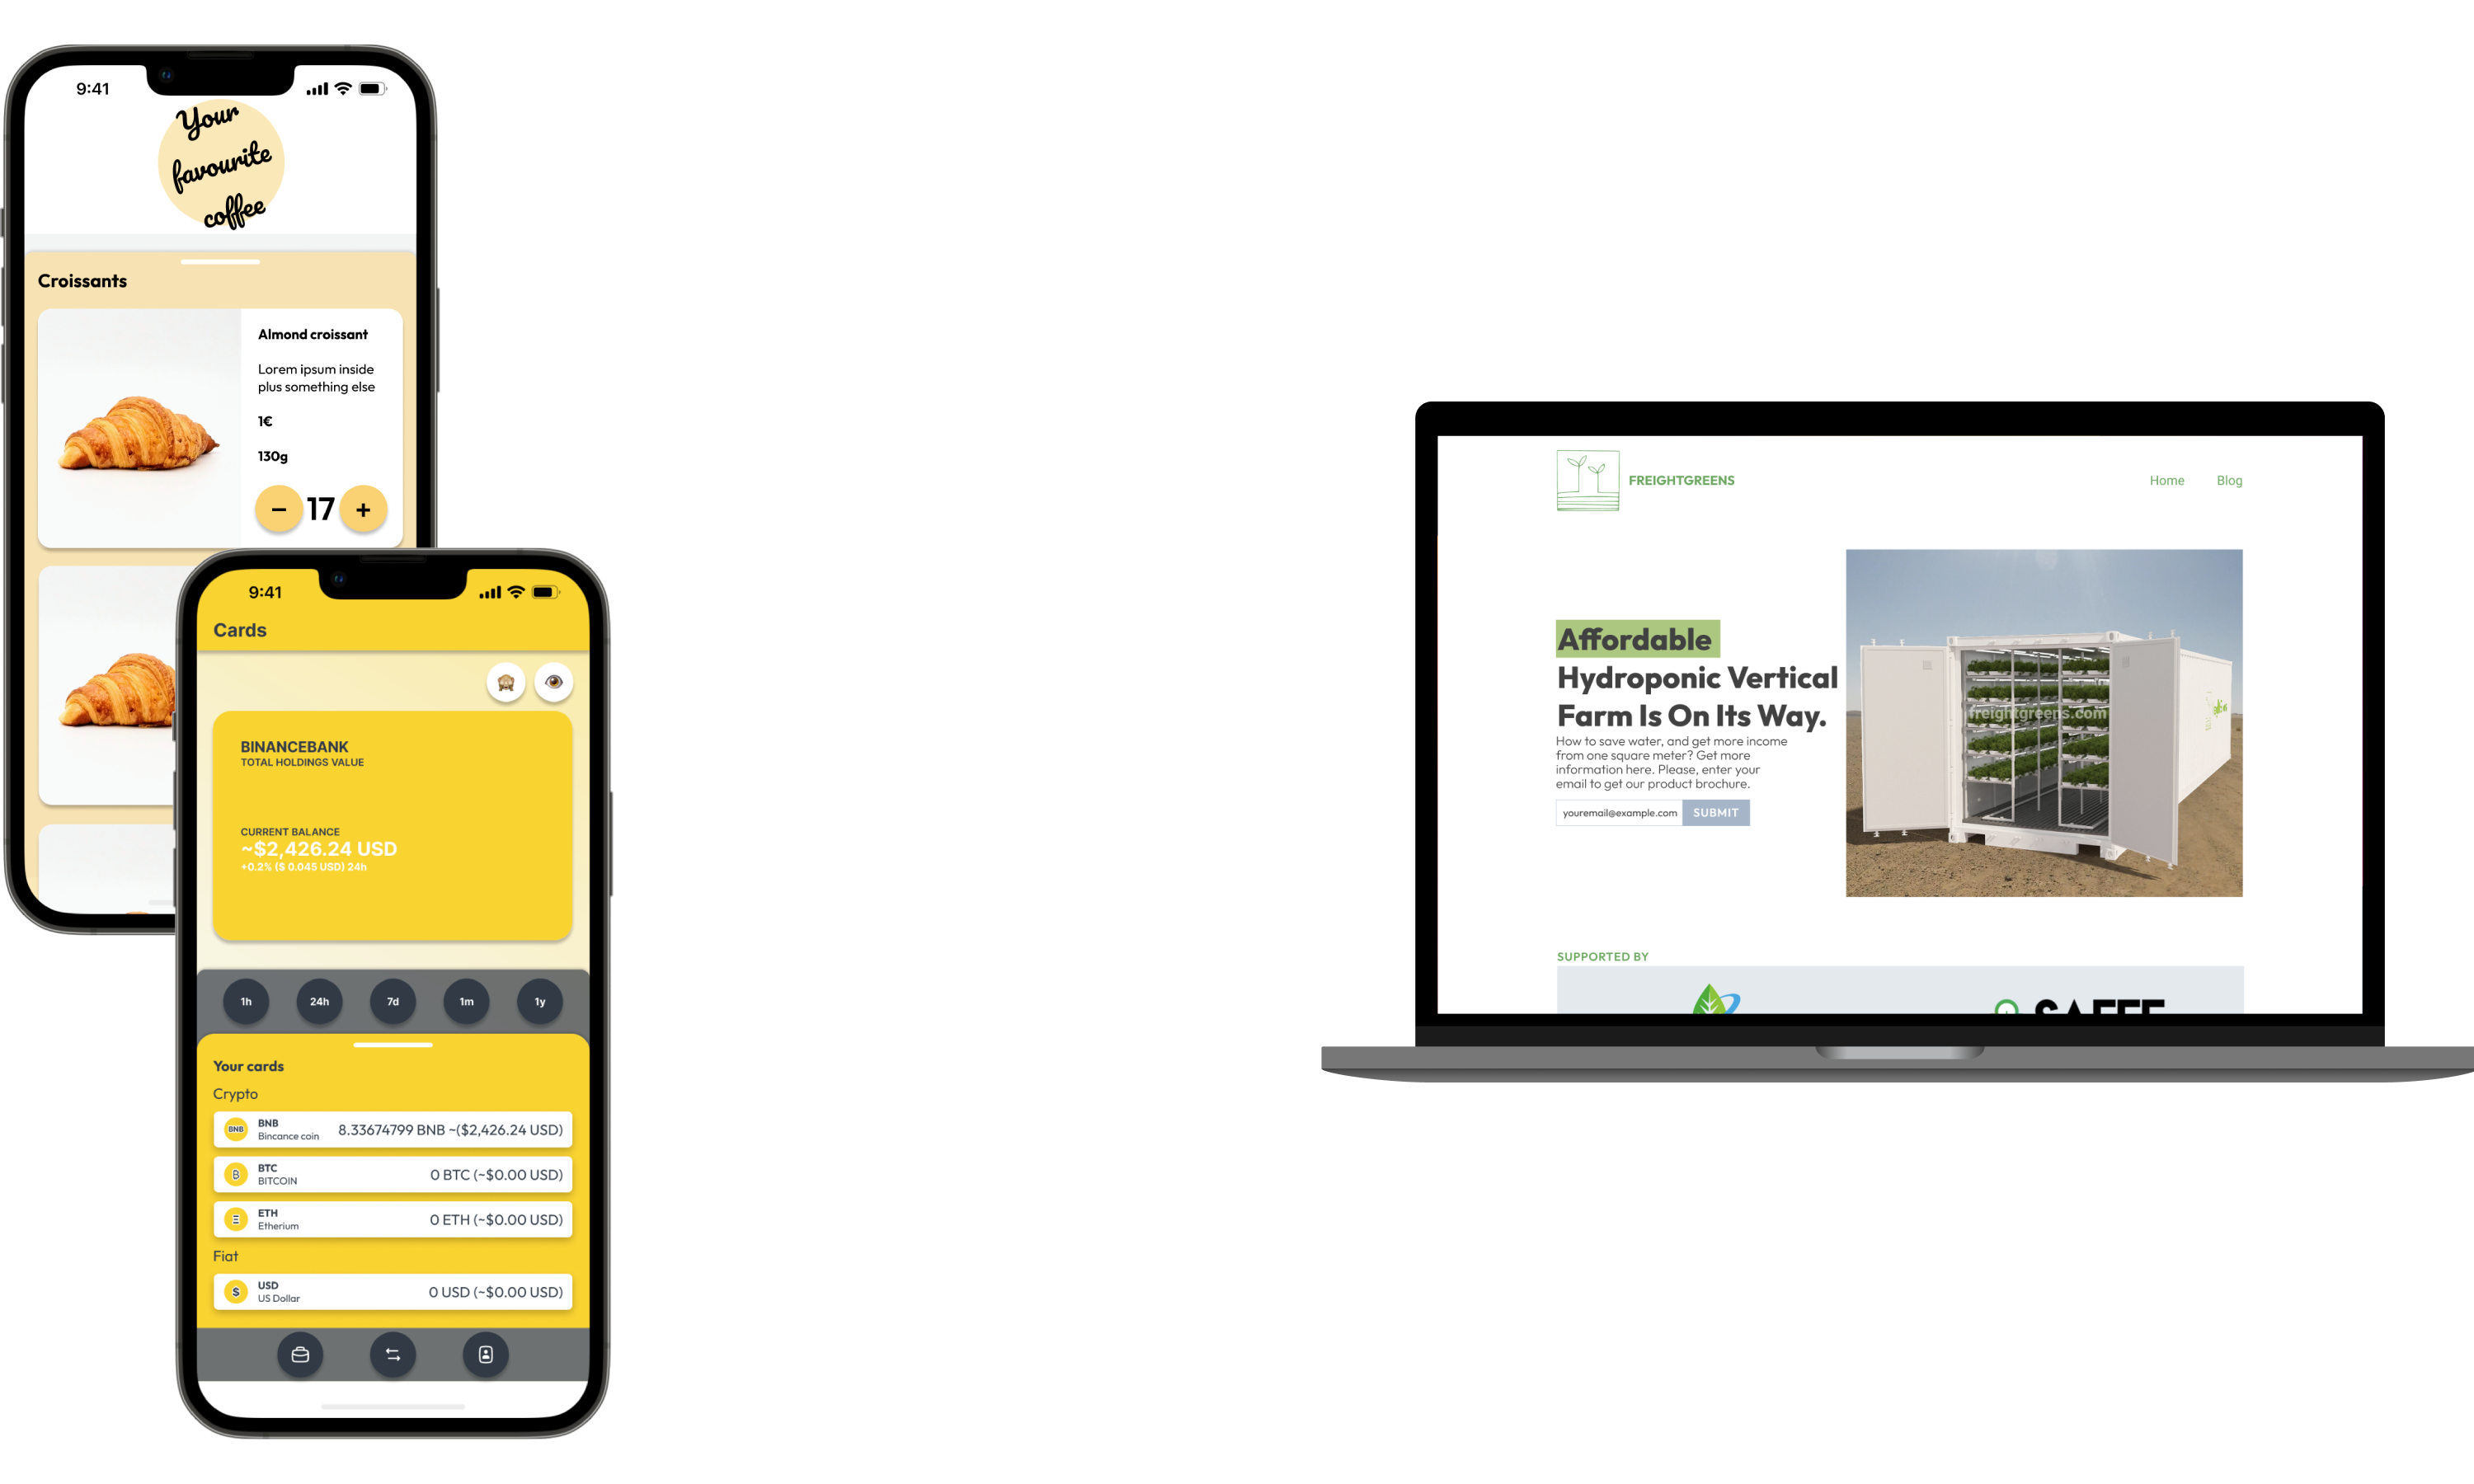 9:41
Your
favourite
coffee
Croissants
Almond croissant
Lorem ipsum inside
plus something else
1€
130g
− 17 +
9:41
Cards
BINANCEBANK
TOTAL HOLDINGS VALUE
CURRENT BALANCE
~$2,426.24 USD
+0.2% ($ 0.045 USD) 24h
1h 24h 7d 1m 1y
Your cards
Crypto
BNB
BNB
Bincance coin
8.33674799 BNB ~($2,426.24 USD)
BTC
BITCOIN
0 BTC (~$0.00 USD)
ETH
Etherium
0 ETH (~$0.00 USD)
Fiat
$
USD
US Dollar
0 USD (~$0.00 USD)
FREIGHTGREENS
Home Blog
Affordable
Hydroponic Vertical
Farm Is On Its Way.
How to save water, and get more income
from one square meter? Get more
information here. Please, enter your
email to get our product brochure.
youremail@example.com SUBMIT
freightgreens.com
SUPPORTED BY